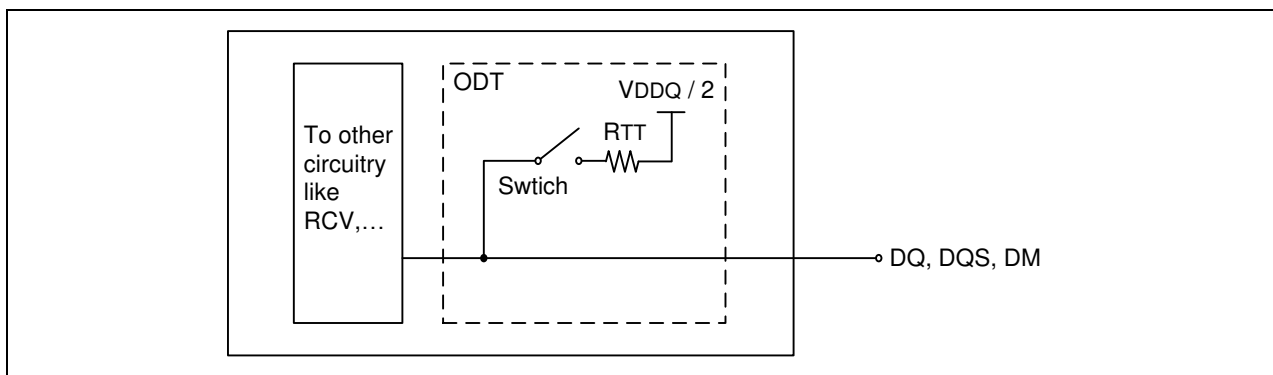 ODT
VDDQ / 2
RTT
To other
circuitry
like
RCV,…
Swtich
DQ, DQS, DM